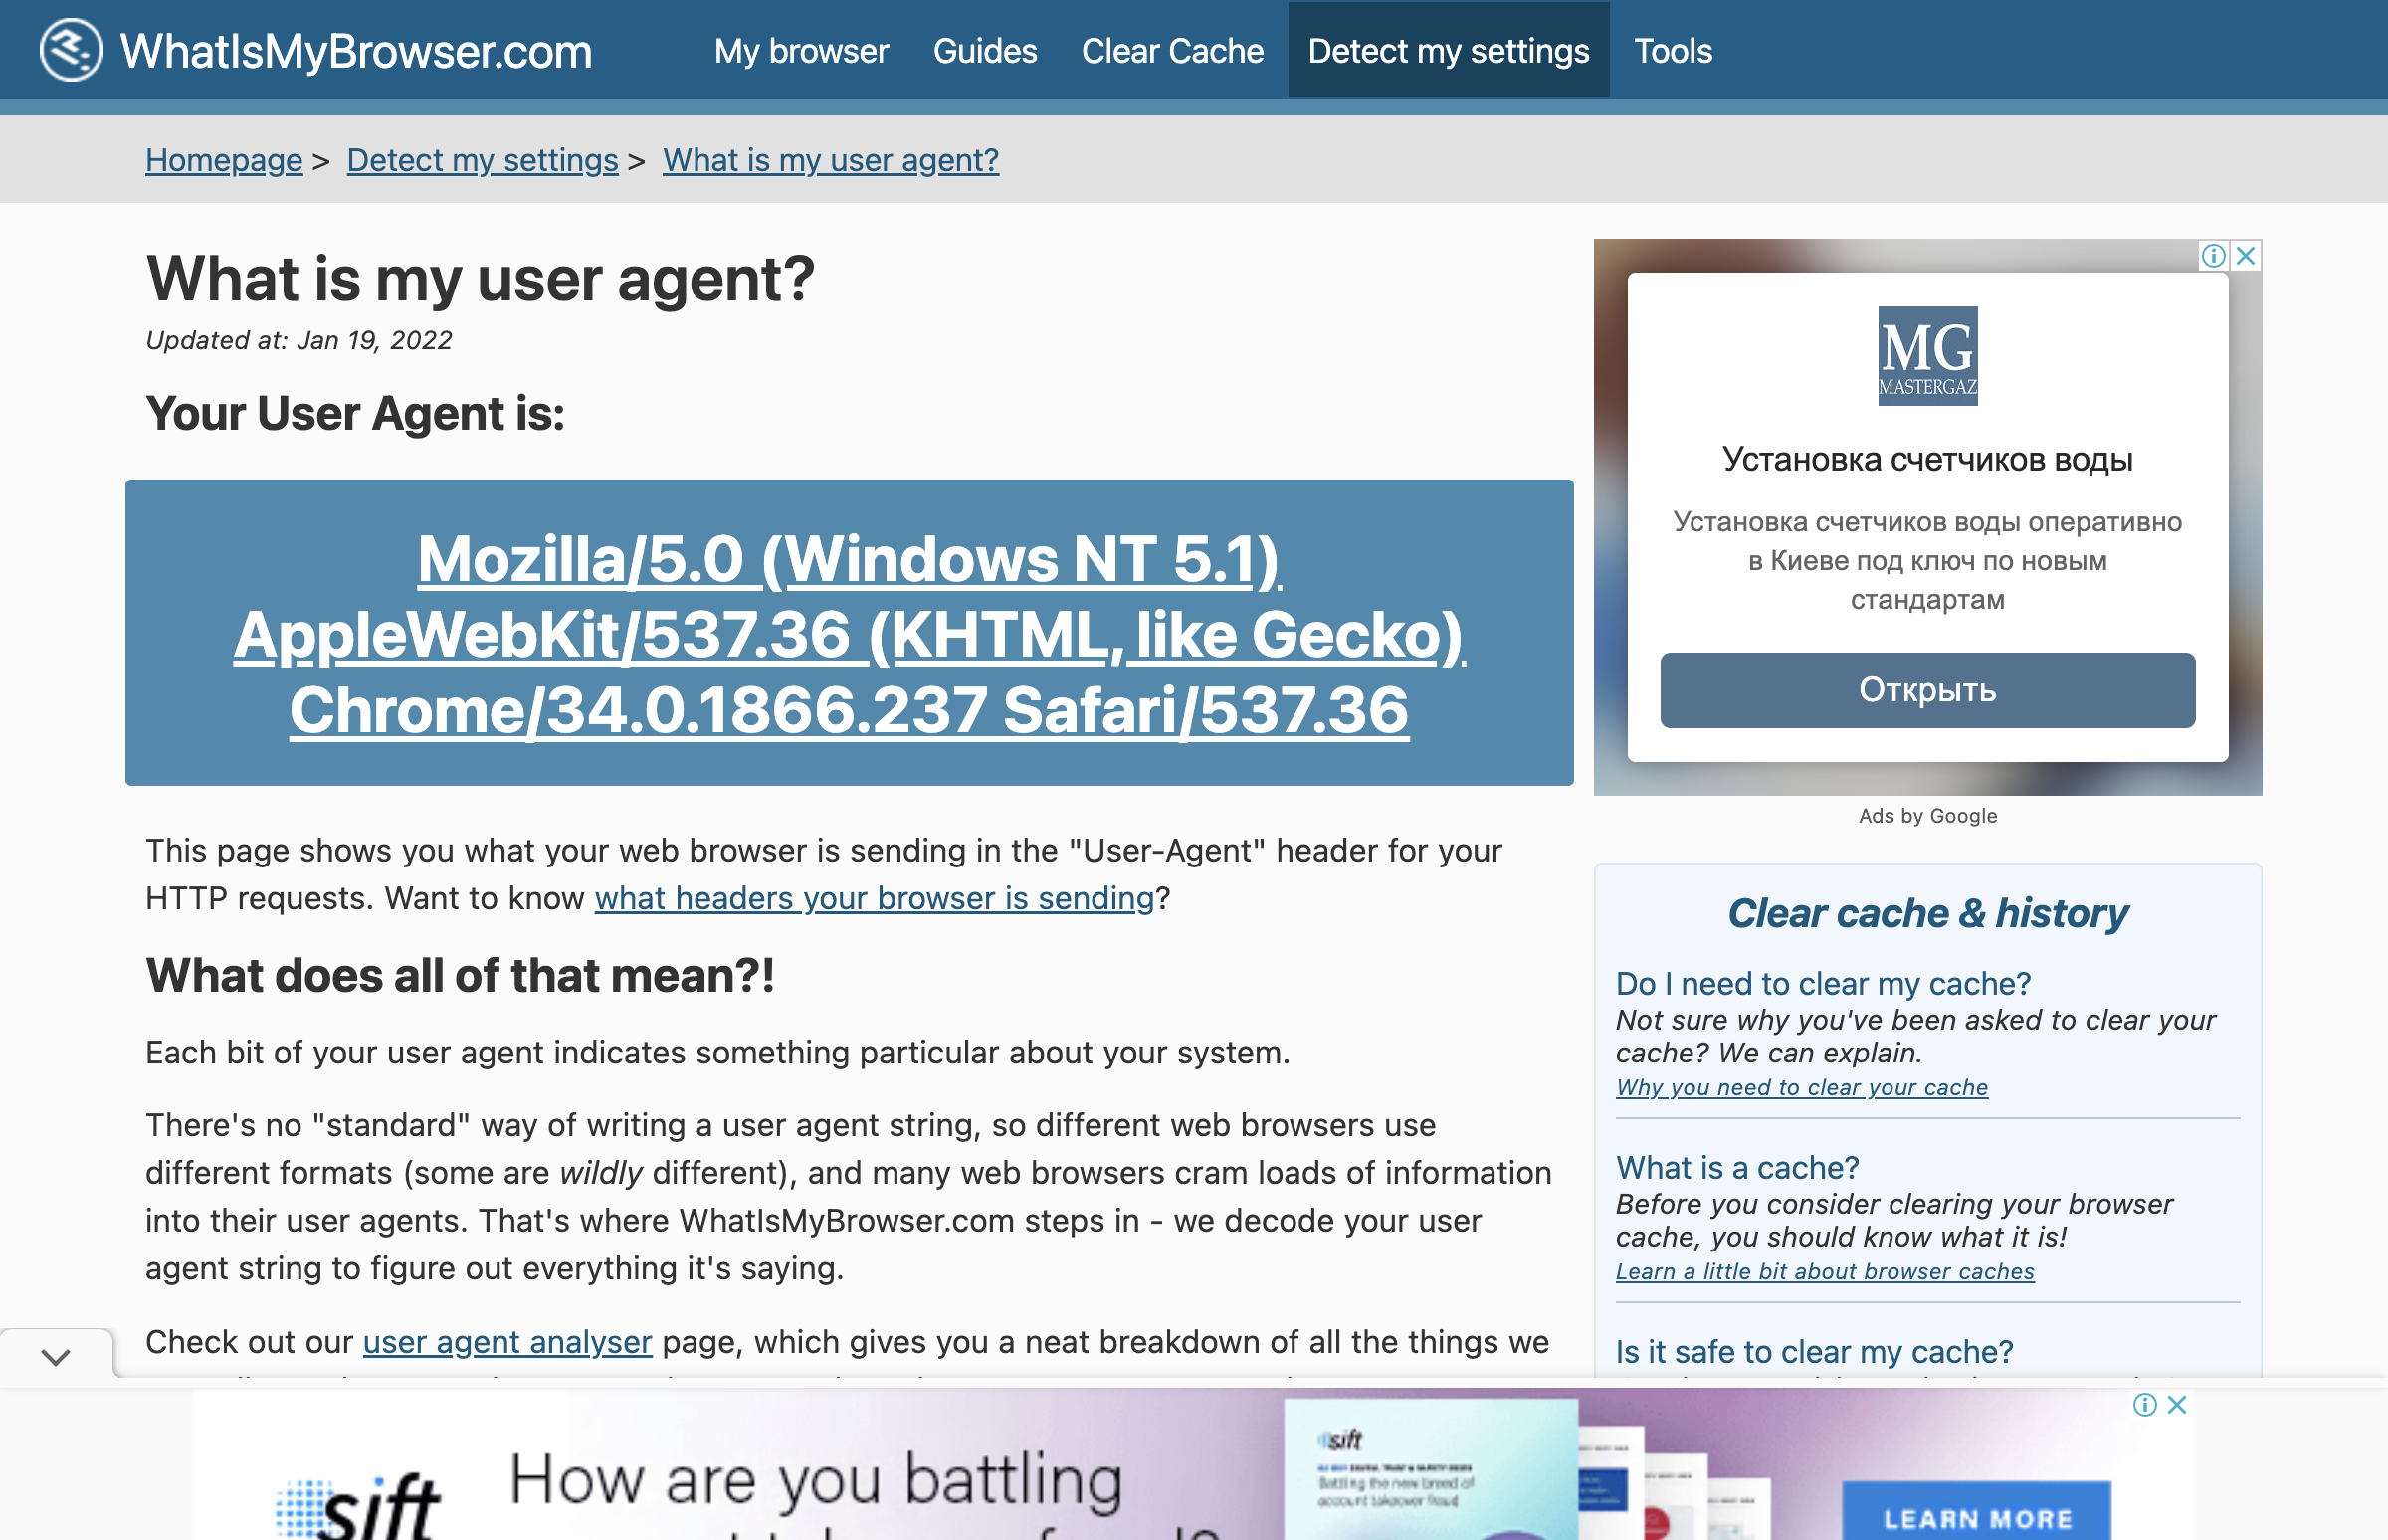 WhatIsMyBrowser.com
My browser
Guides
Clear Cache
Detect my settings
Tools
Homepage > Detect my settings > What is my user agent?
What is my user agent?
Updated at: Jan 19, 2022
Your User Agent is:
Mozilla/5.0 (Windows NT 5.1)
AppleWebKit/537.36 (KHTML, like Gecko)
Chrome/34.0.1866.237 Safari/537.36
This page shows you what your web browser is sending in the "User-Agent" header for your
HTTP requests. Want to know what headers your browser is sending?
What does all of that mean?!
Each bit of your user agent indicates something particular about your system.
There's no "standard" way of writing a user agent string, so different web browsers use
different formats (some are wildly different), and many web browsers cram loads of information
into their user agents. That's where WhatIsMyBrowser.com steps in - we decode your user
agent string to figure out everything it's saying.
Check out our user agent analyser page, which gives you a neat breakdown of all the things we
MG
MASTERGAZ
Установка счетчиков воды
Установка счетчиков воды оперативно
в Киеве под ключ по новым
стандартам
Открыть
Ads by Google
Clear cache & history
Do I need to clear my cache?
Not sure why you've been asked to clear your
cache? We can explain.
Why you need to clear your cache
What is a cache?
Before you consider clearing your browser
cache, you should know what it is!
Learn a little bit about browser caches
Is it safe to clear my cache?
sift
How are you battling
sift
Battling the new breed of
account takeover fraud
LEARN MORE